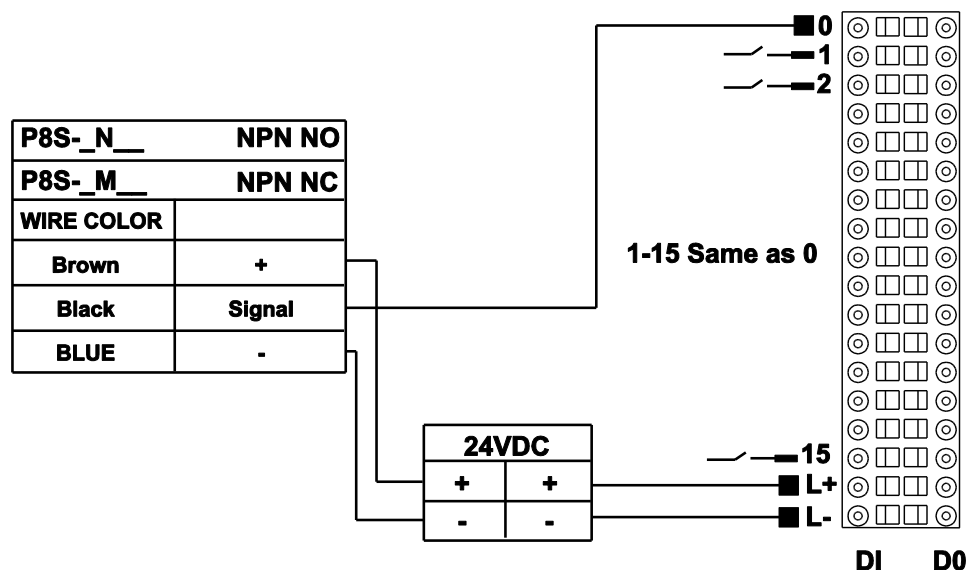 0
1
2
P8S-_N__ NPN NO
P8S-_M__ NPN NC
WIRE COLOR
Brown +
Black Signal
BLUE -
1-15 Same as 0
24VDC
+ +
- -
15
L+
L-
DI D0